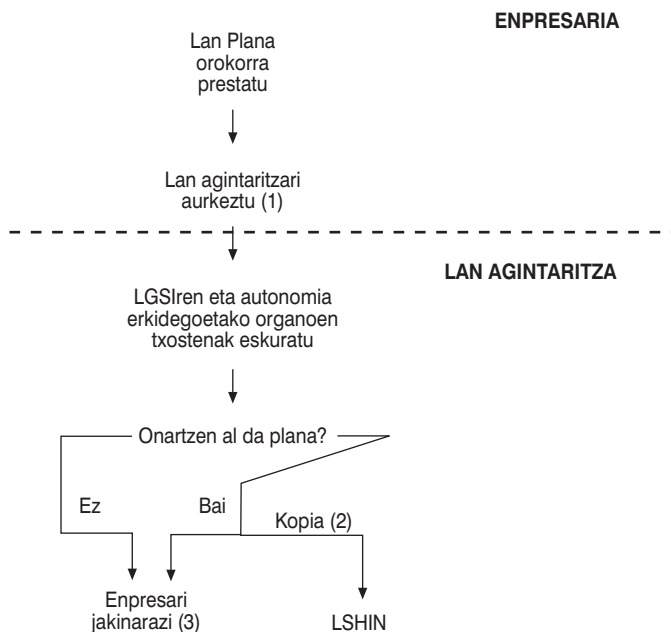 ENPRESARIA
Lan Plana
orokorra
prestatu
Lan agintaritzari
aurkeztu (1)
LAN AGINTARITZA
LGSIren eta autonomia
erkidegoetako organoen
txostenak eskuratu
Onartzen al da plana?
Ez
Bai
Kopia (2)
Enpresari
jakinarazi (3)
LSHIN